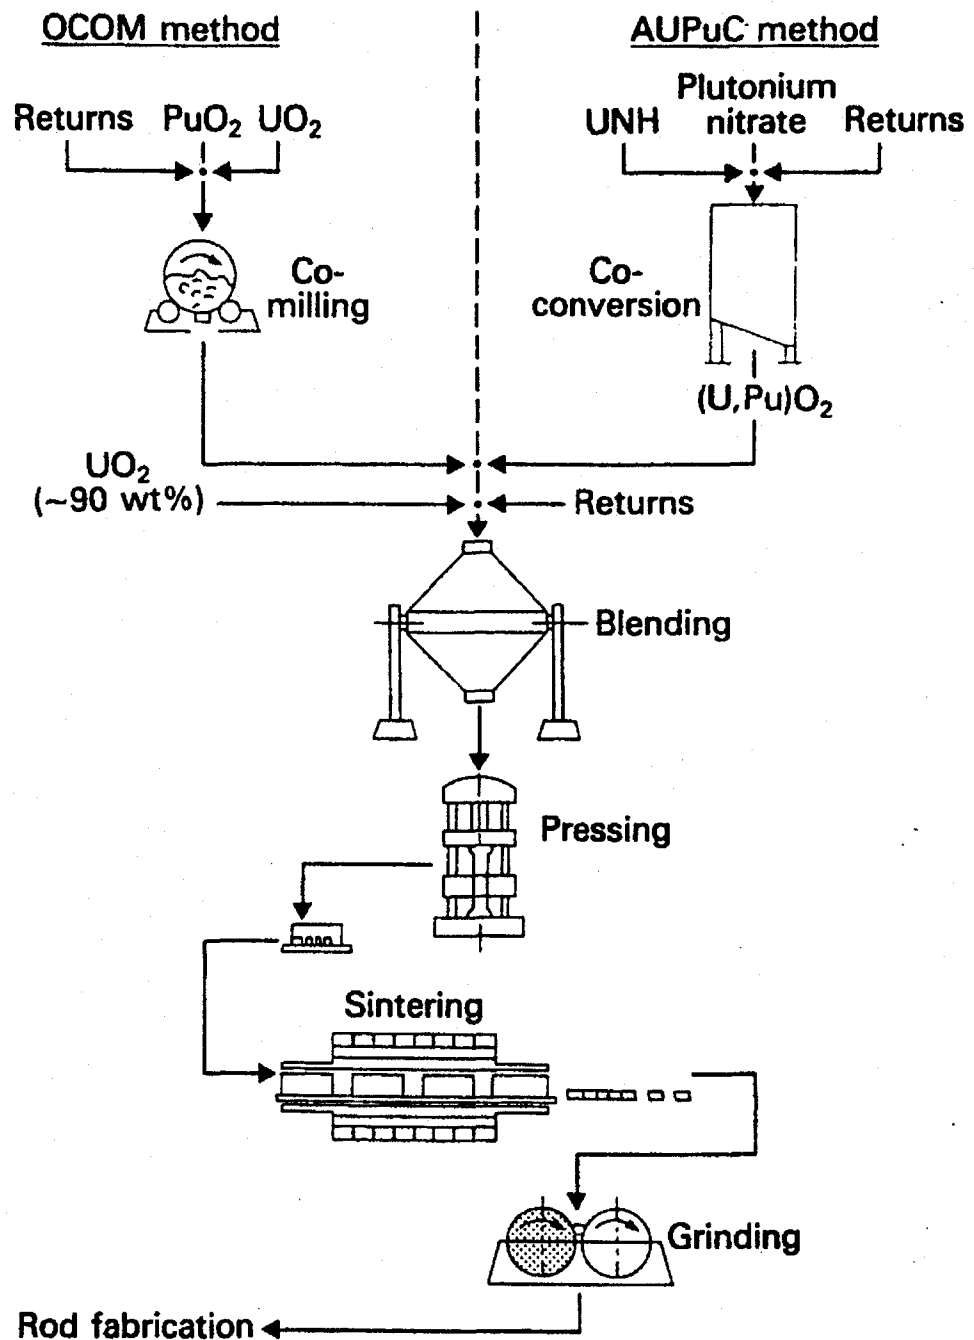 OCOM method
AUPuC method
Returns PuO₂ UO₂
Plutonium
UNH nitrate Returns
Co-
milling
Co-
conversion
(U,Pu)O₂
UO₂
(~90 wt%)
Returns
Blending
Pressing
Sintering
Grinding
Rod fabrication